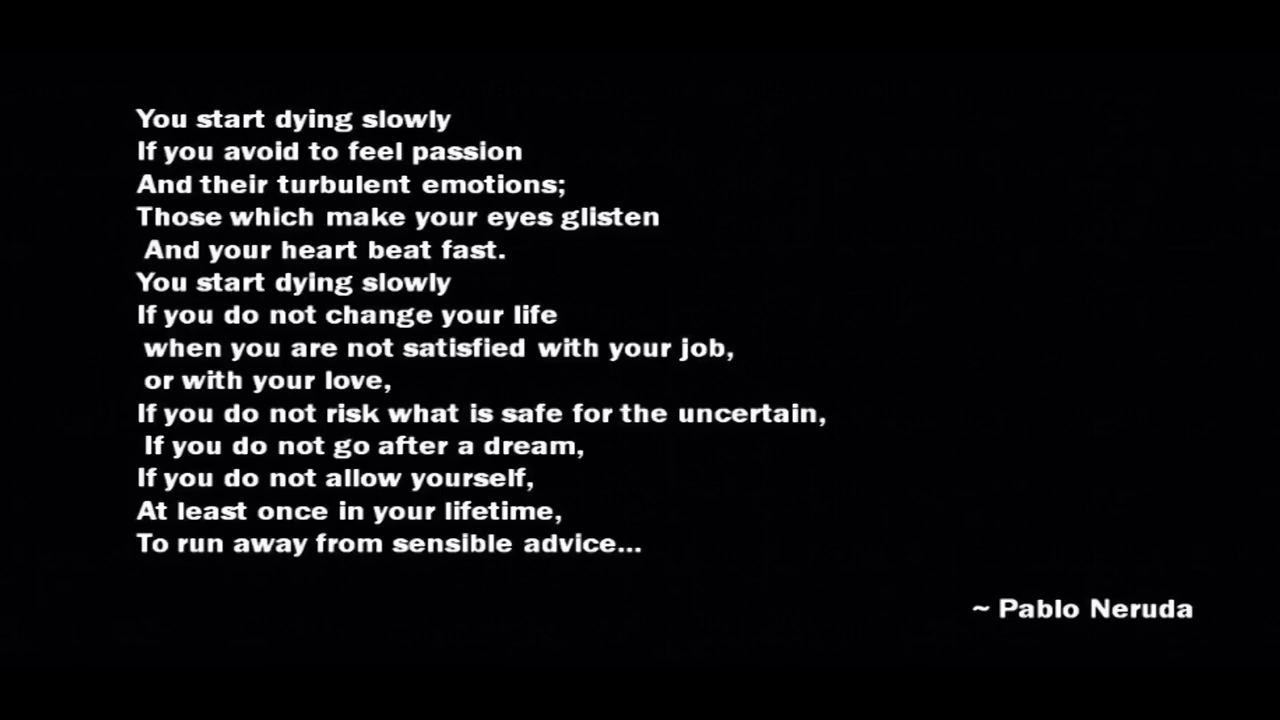 You start dying slowly
If you avoid to feel passion
And their turbulent emotions;
Those which make your eyes glisten
And your heart beat fast.
You start dying slowly
If you do not change your life
when you are not satisfied with your job,
or with your love,
If you do not risk what is safe for the uncertain,
If you do not go after a dream,
If you do not allow yourself,
At least once in your lifetime,
To run away from sensible advice...
~ Pablo Neruda